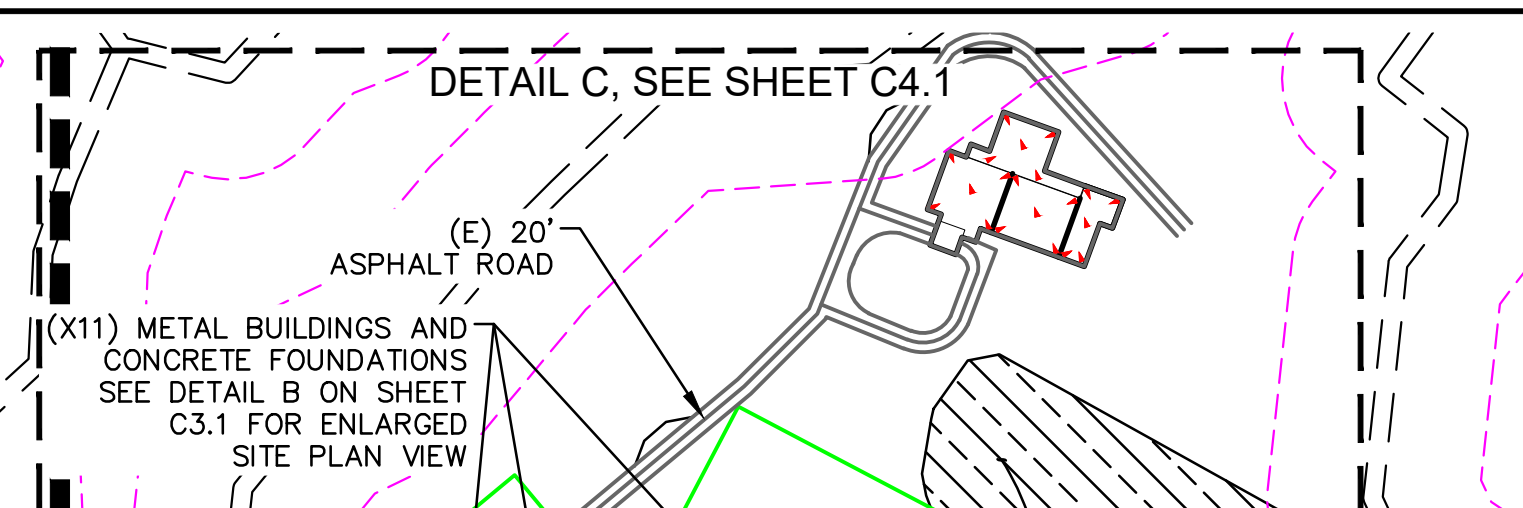 DETAIL C, SEE SHEET C4.1
(E) 20'
ASPHALT ROAD
(X11) METAL BUILDINGS AND
CONCRETE FOUNDATIONS
SEE DETAIL B ON SHEET
C3.1 FOR ENLARGED
SITE PLAN VIEW